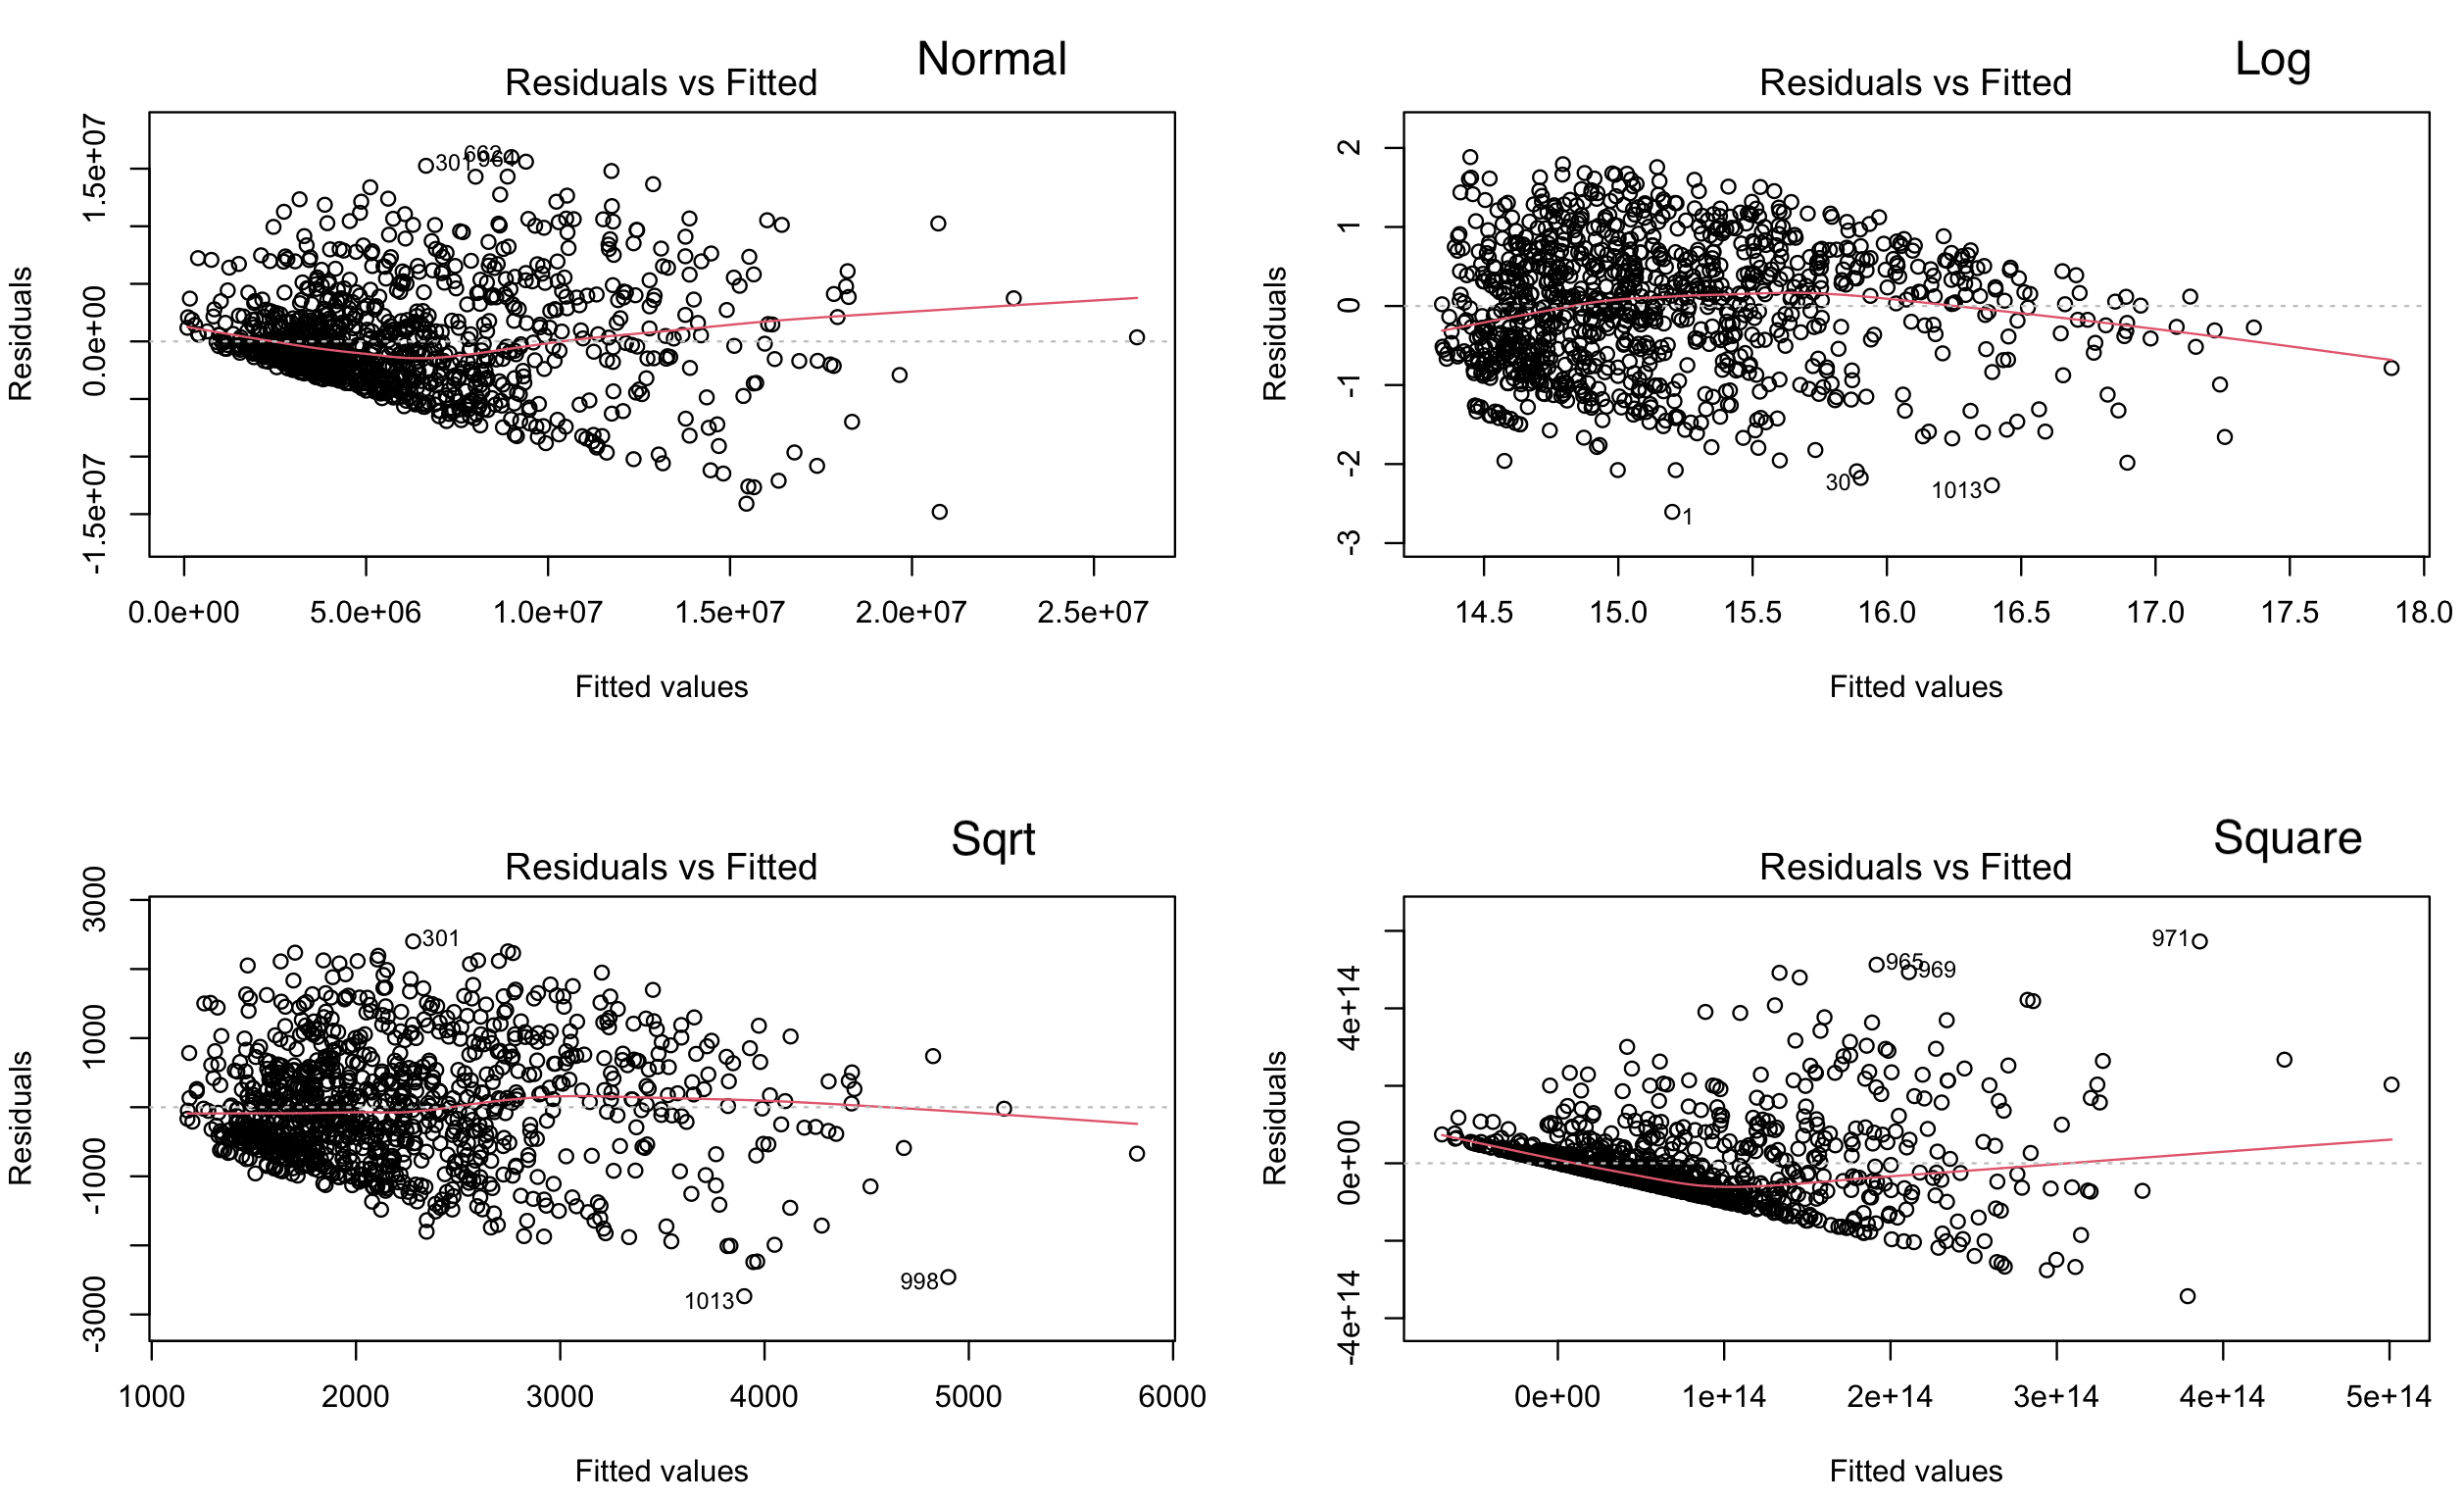 Normal
Residuals vs Fitted
Residuals
1.5e+07
0.0e+00
-1.5e+07
301
662
964
0.0e+00 5.0e+06 1.0e+07 1.5e+07 2.0e+07 2.5e+07
Fitted values
Log
Residuals vs Fitted
Residuals
2
1
0
-1
-2
-3
30
1013
1
14.5 15.0 15.5 16.0 16.5 17.0 17.5 18.0
Fitted values
Sqrt
Residuals vs Fitted
Residuals
3000
1000
-1000
-3000
301
998
1013
1000 2000 3000 4000 5000 6000
Fitted values
Square
Residuals vs Fitted
Residuals
4e+14
0e+00
-4e+14
971
965
969
0e+00 1e+14 2e+14 3e+14 4e+14 5e+14
Fitted values